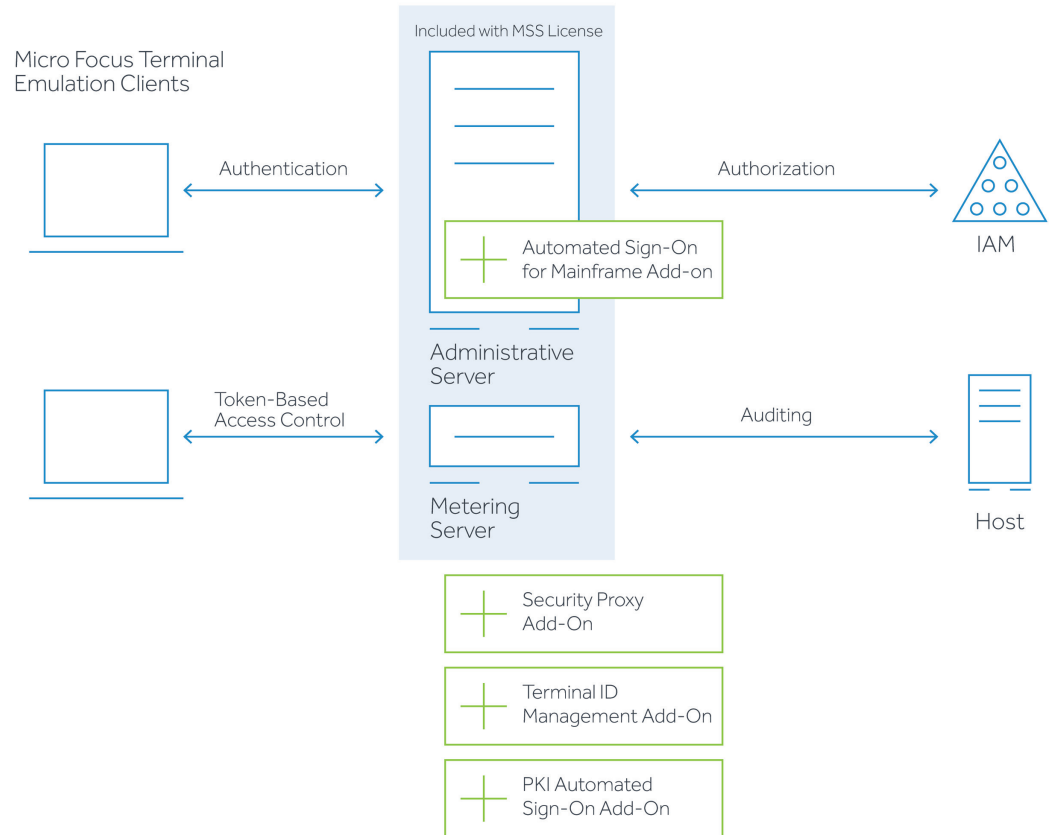 Included with MSS License
Micro Focus Terminal
Emulation Clients
Authentication
Authorization
Automated Sign-On
for Mainframe Add-on
IAM
Administrative
Server
Token-Based
Access Control
Auditing
Metering
Server
Host
Security Proxy
Add-On
Terminal ID
Management Add-On
PKI Automated
Sign-On Add-On